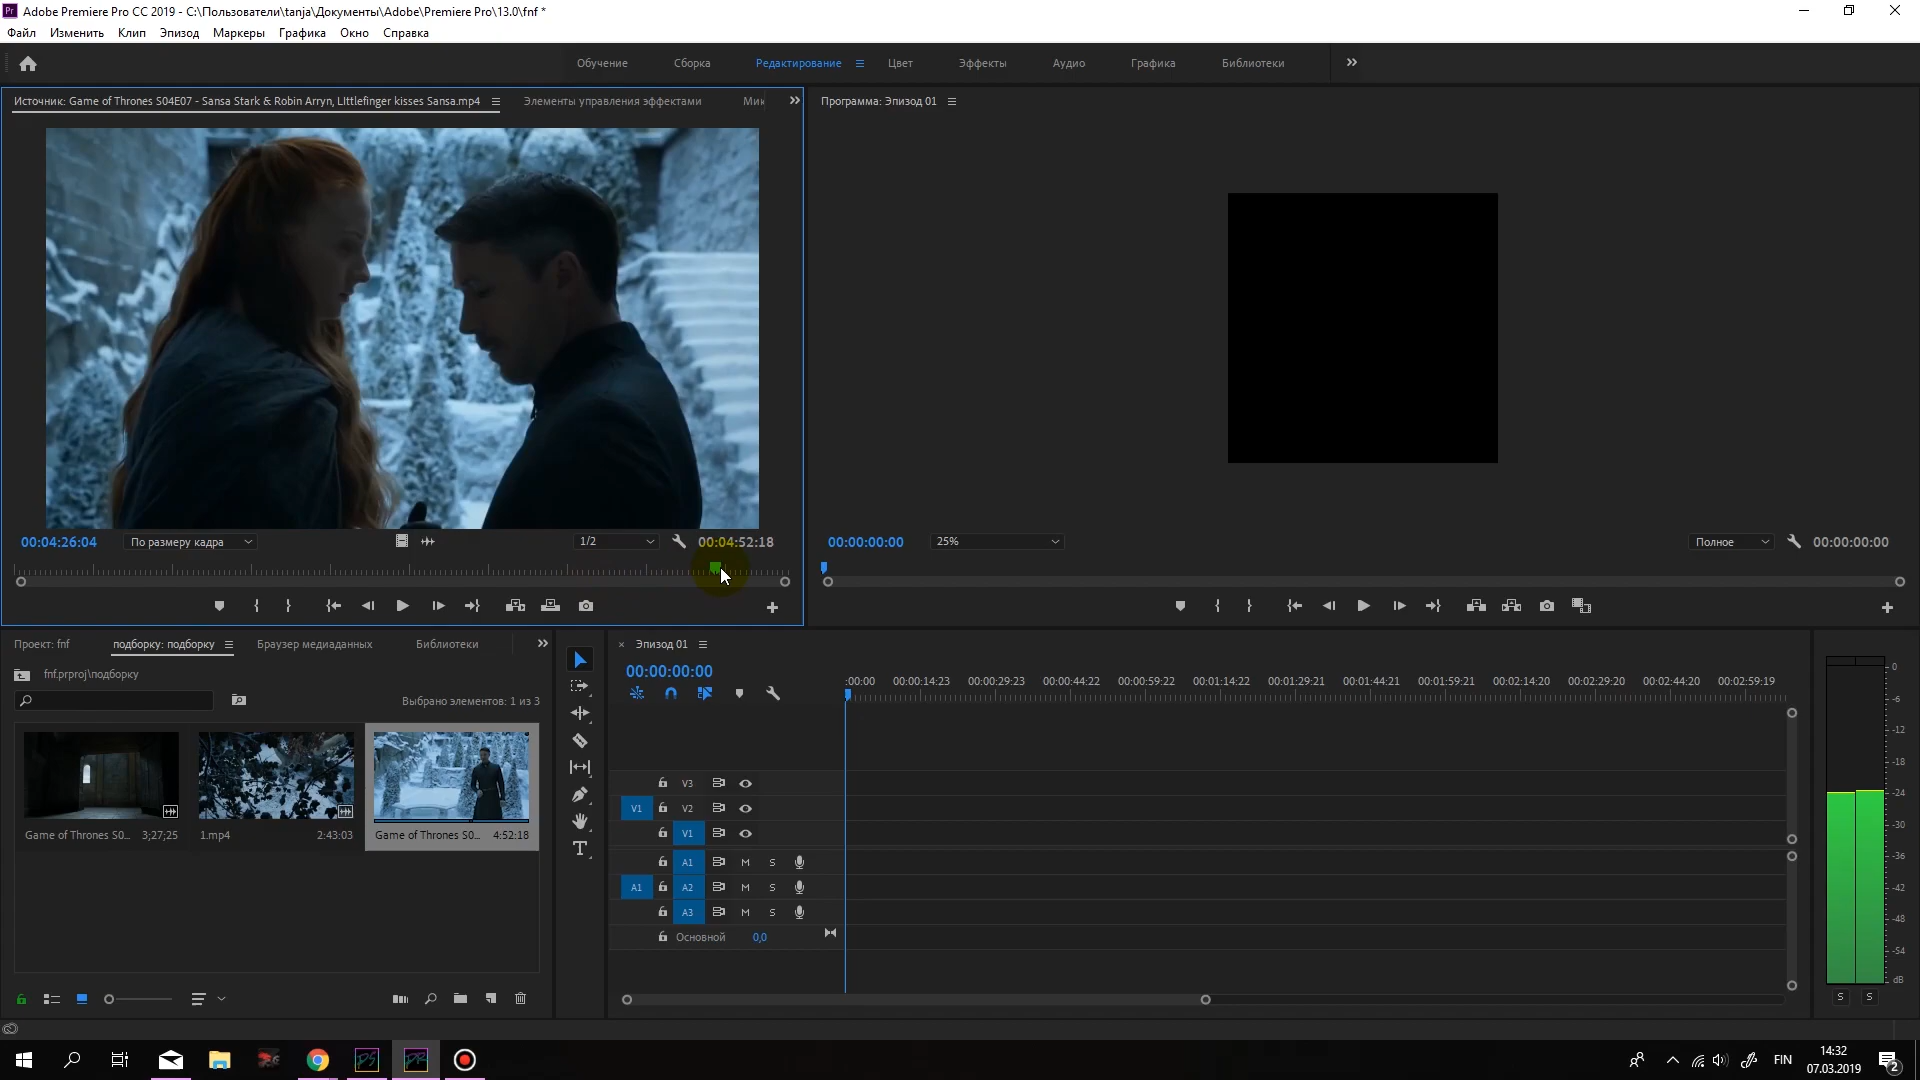 Adobe Premiere Pro CC 2019 - C:\Пользователи\tanja\Документы\Adobe\Premiere Pro\13.0\fnf *
Файл Изменить Клип Эпизод Маркеры Графика Окно Справка
Обучение Сборка Редактирование Цвет Эффекты Аудио Графика Библиотеки
Источник: Game of Thrones S04E07 - Sansa Stark & Robin Arryn, LIttlefinger kisses Sansa.mp4 Элементы управления эффектами Мик
Программа: Эпизод 01
00:04:26:04 По размеру кадра 1/2 00:04:52:18
00:00:00:00 25% Полное 00:00:00:00
Проект: fnf подборку: подборку Браузер медиаданных Библиотеки
fnf.prproj\подборку
Выбрано элементов: 1 из 3
Game of Thrones S0... 3;27;25
1.mp4 2:43:03
Game of Thrones S0... 4:52:18
Эпизод 01
00:00:00:00
:00:00 00:00:14:23 00:00:29:23 00:00:44:22 00:00:59:22 00:01:14:22 00:01:29:21 00:01:44:21 00:01:59:21 00:02:14:20 00:02:29:20 00:02:44:20 00:02:59:19
V3
V1 V2
V1
A1 M S
A1 A2 M S
A3 M S
Основной 0,0
0
-6
-12
-18
-24
-30
-36
-42
-48
-54
dB
S S
FIN
14:32
07.03.2019
2